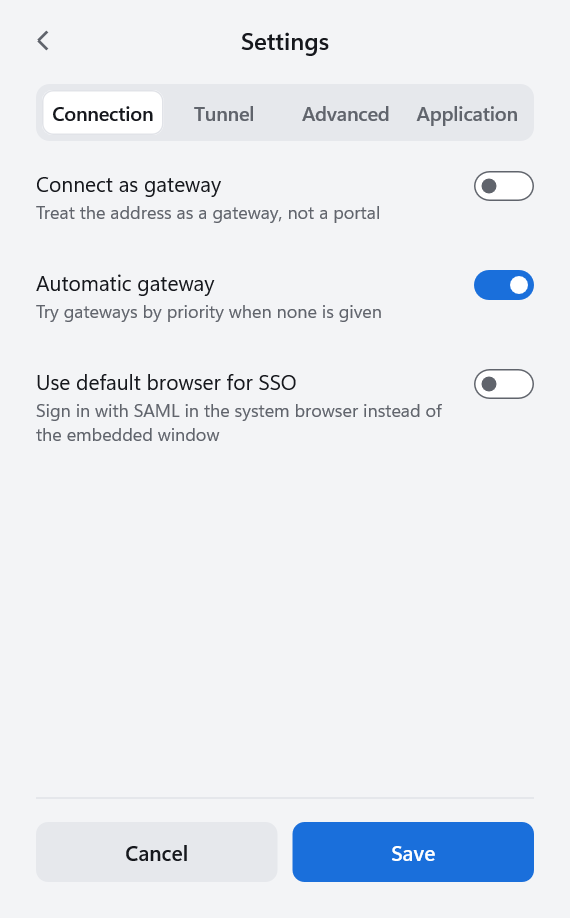 Settings
Connection Tunnel Advanced Application
Connect as gateway
Treat the address as a gateway, not a portal
Automatic gateway
Try gateways by priority when none is given
Use default browser for SSO
Sign in with SAML in the system browser instead of
the embedded window
Cancel Save